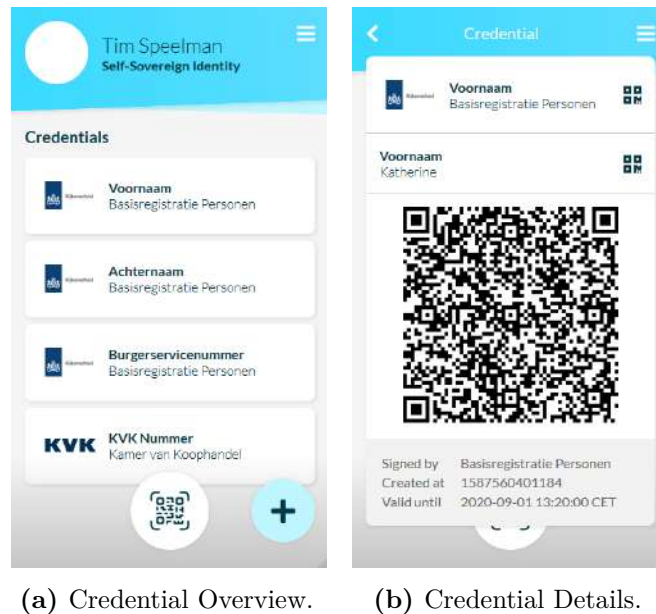 Tim Speelman
Self-Sovereign Identity
Credentials
Voornaam
Basisregistratie Personen
Achternaam
Basisregistratie Personen
Burgerservicenummer
Basisregistratie Personen
KVK
KVK Nummer
Kamer van Koophandel
+
(a) Credential Overview.
Credential
Voornaam
Basisregistratie Personen
Voornaam
Katherine
Signed by Basisregistratie Personen
Created at 1587560401184
Valid until 2020-09-01 13:20:00 CET
(b) Credential Details.